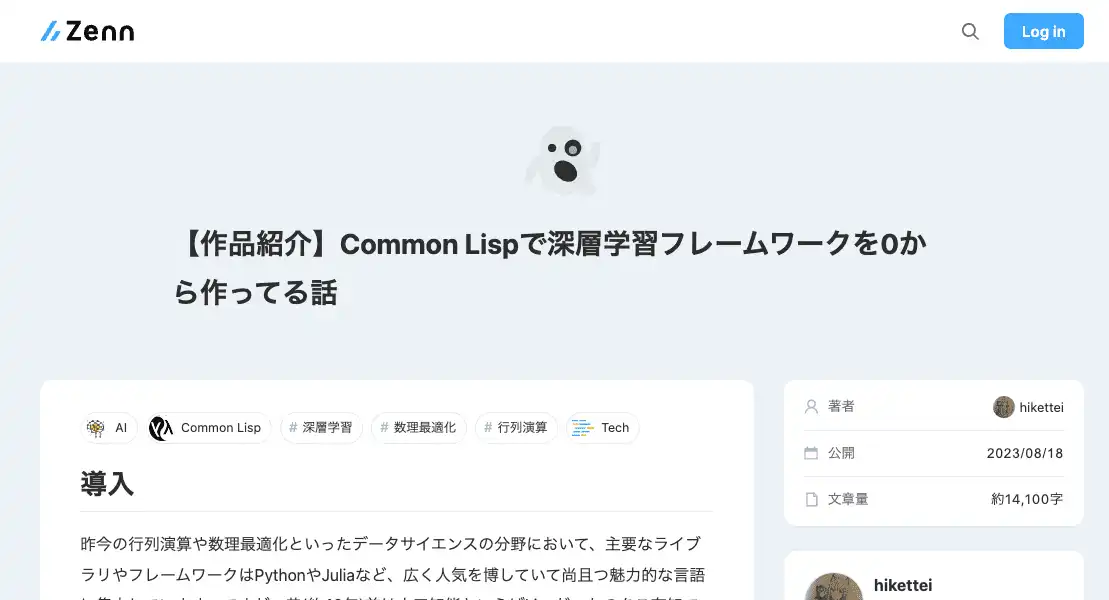 Zenn
Log in
【作品紹介】Common Lispで深層学習フレームワークを0か
ら作ってる話
AI
Common Lisp
# 深層学習
# 数理最適化
# 行列演算
Tech
導入
昨今の行列演算や数理最適化といったデータサイエンスの分野において、主要なライブ
ラリやフレームワークはPythonやJuliaなど、広く人気を博していて尚且つ魅力的な言語
著者
hikettei
公開
2023/08/18
文章量
約14,100字
hikettei